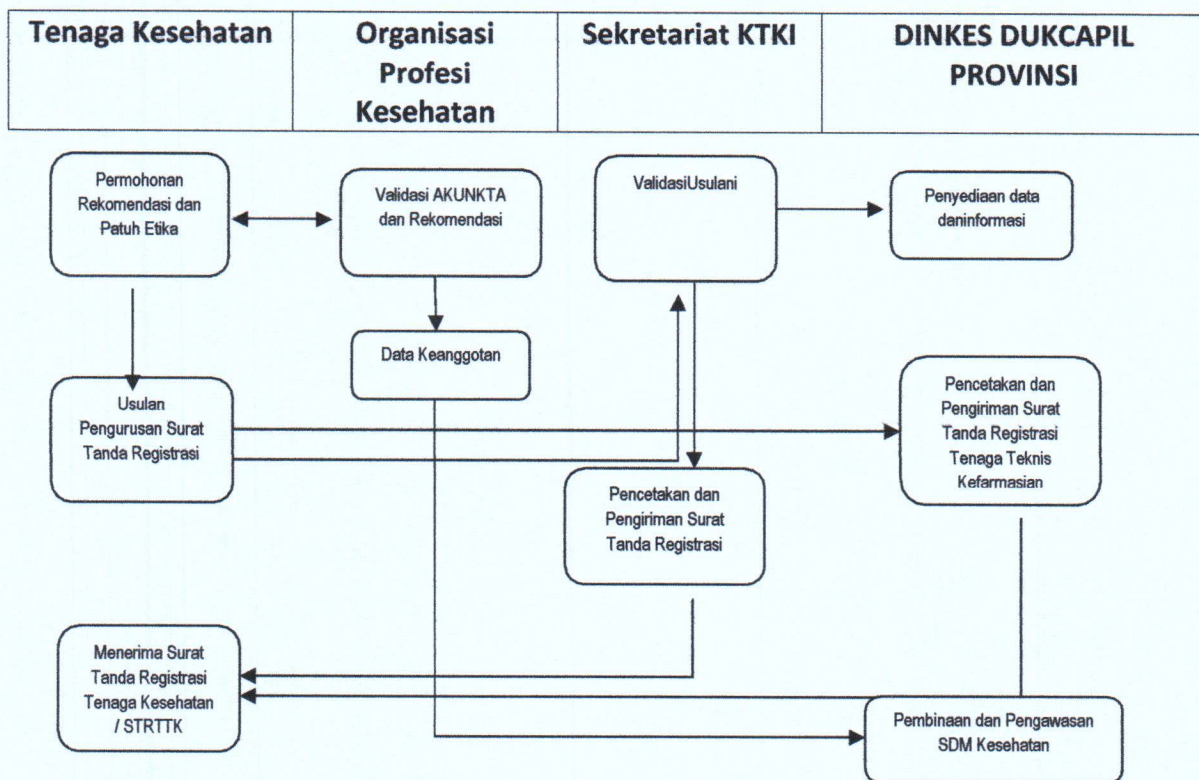 Tenaga Kesehatan
Organisasi
Profesi
Kesehatan
Sekretariat KTKI
DINKES DUKCAPIL
PROVINSI
Permohonan
Rekomendasi dan
Patuh Etika
Validasi AKUNKTA
dan Rekomendasi
ValidasiUsulani
Penyediaan data
daninformasi
Data Keanggotan
Usulan
Pengurusan Surat
Tanda Registrasi
Pencetakan dan
Pengiriman Surat
Tanda Registrasi
Tenaga Teknis
Kefarmasian
Pencetakan dan
Pengiriman Surat
Tanda Registrasi
Menerima Surat
Tanda Registrasi
Tenaga Kesehatan
/ STRTTK
Pembinaan dan Pengawasan
SDM Kesehatan